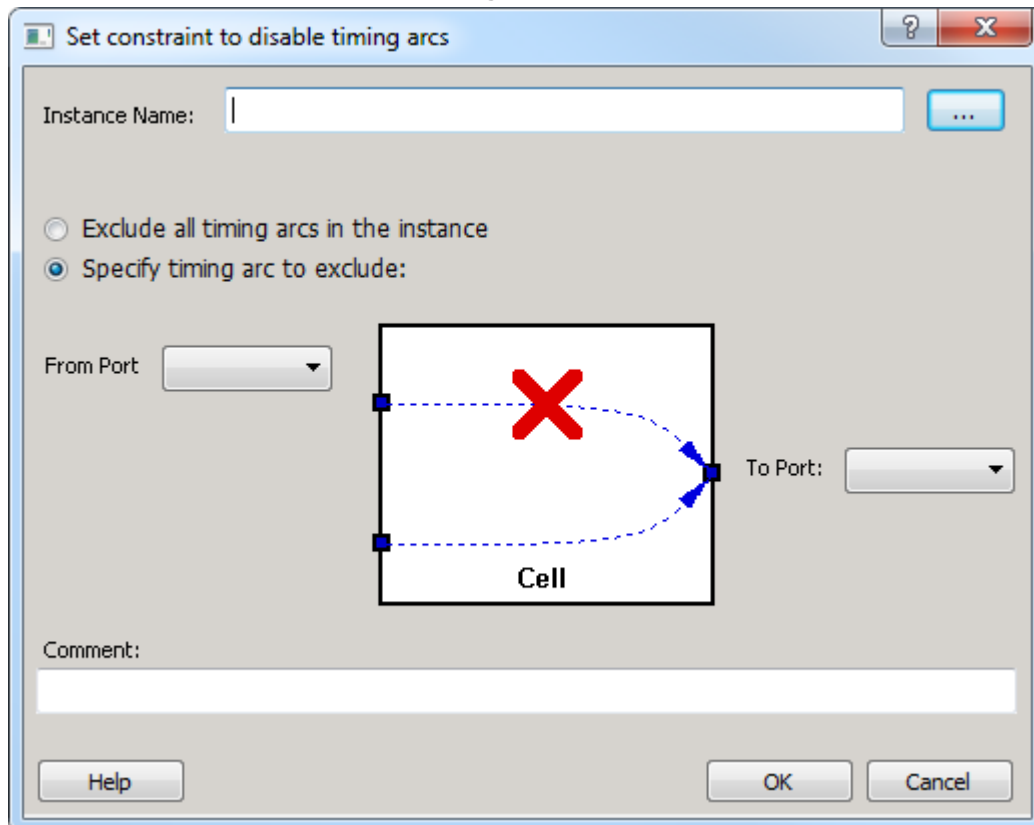 Set constraint to disable timing arcs
Instance Name:
...
Exclude all timing arcs in the instance
Specify timing arc to exclude:
From Port
To Port:
Cell
Comment:
Help OK Cancel